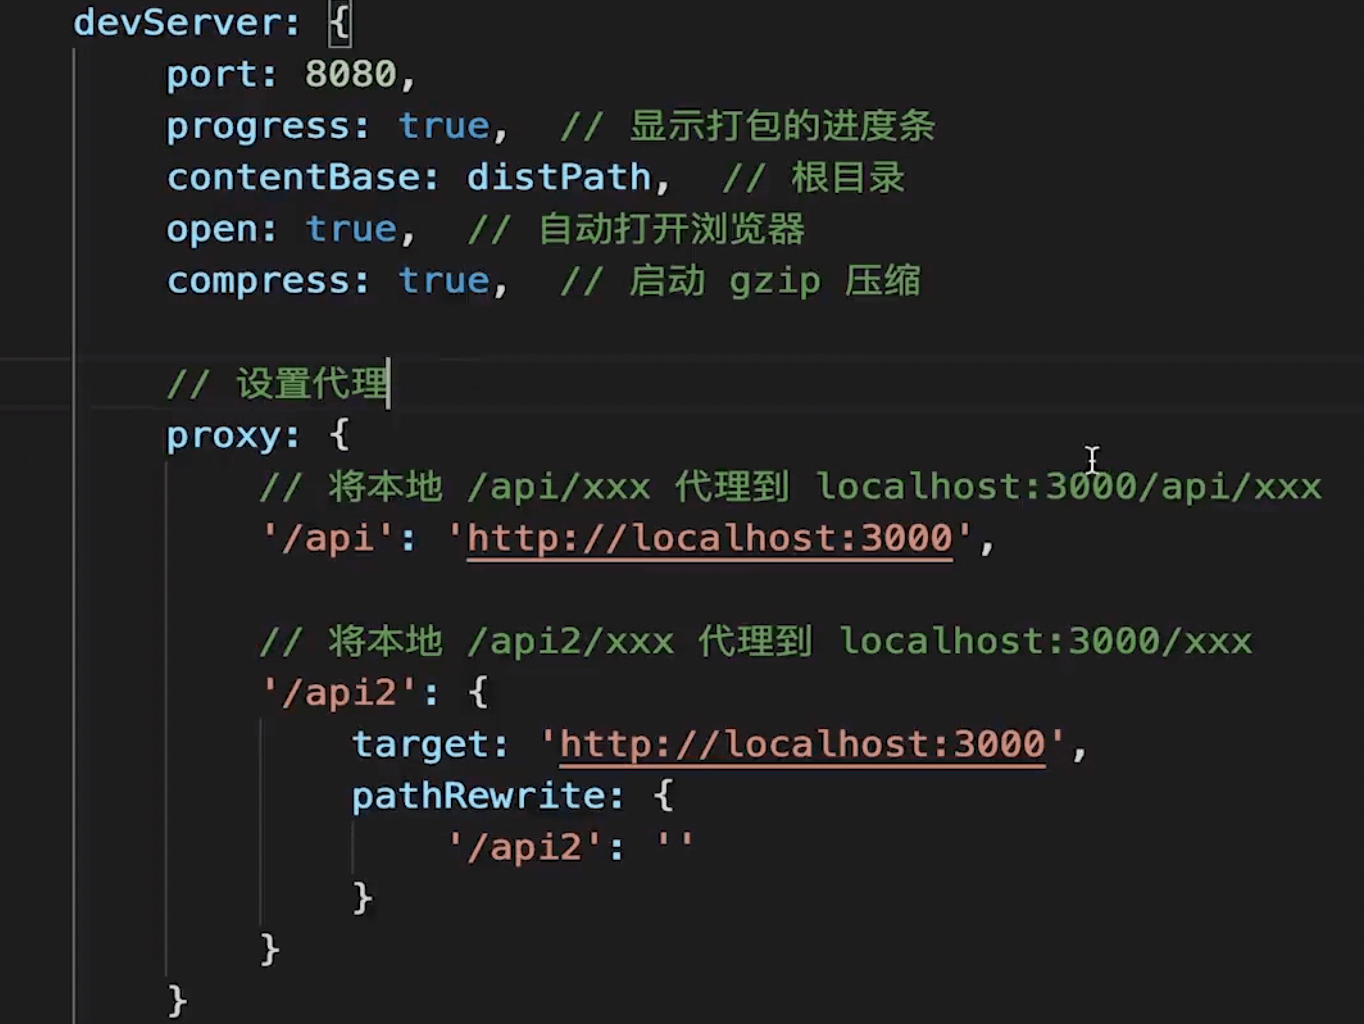 devServer: {
port: 8080,
progress: true,  // 显示打包的进度条
contentBase: distPath,  // 根目录
open: true,  // 自动打开浏览器
compress: true,  // 启动 gzip 压缩
// 设置代理
proxy: {
// 将本地 /api/xxx 代理到 localhost:3000/api/xxx
'/api': 'http://localhost:3000',
// 将本地 /api2/xxx 代理到 localhost:3000/xxx
'/api2': {
target: 'http://localhost:3000',
pathRewrite: {
'/api2': ''
}
}
}